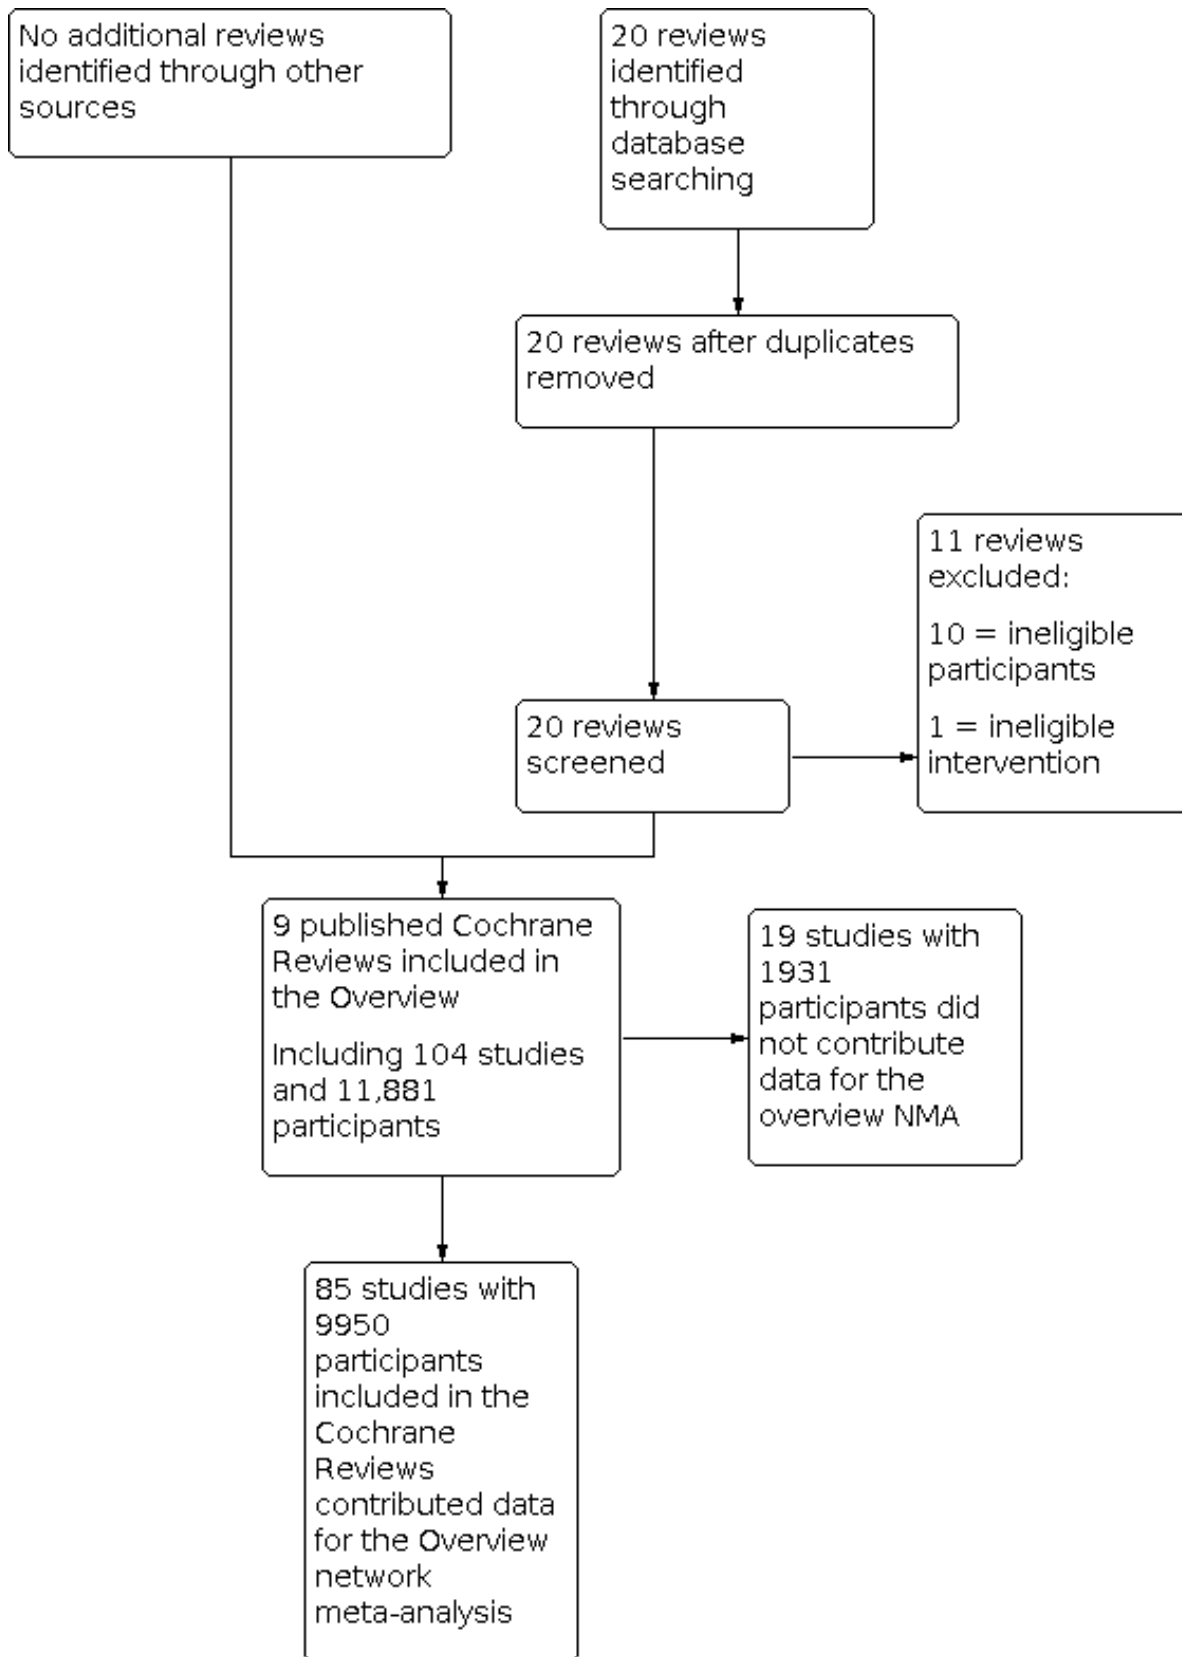 No additional reviews
identified through other
sources
20 reviews
identified
through
database
searching
20 reviews after duplicates
removed
11 reviews
excluded:
10 = ineligible
participants
1 = ineligible
intervention
20 reviews
screened
9 published Cochrane
Reviews included in
the Overview
Including 104 studies
and 11,881
participants
19 studies with
1931
participants did
not contribute
data for the
overview NMA
85 studies with
9950
participants
included in the
Cochrane
Reviews
contributed data
for the Overview
network
meta-analysis